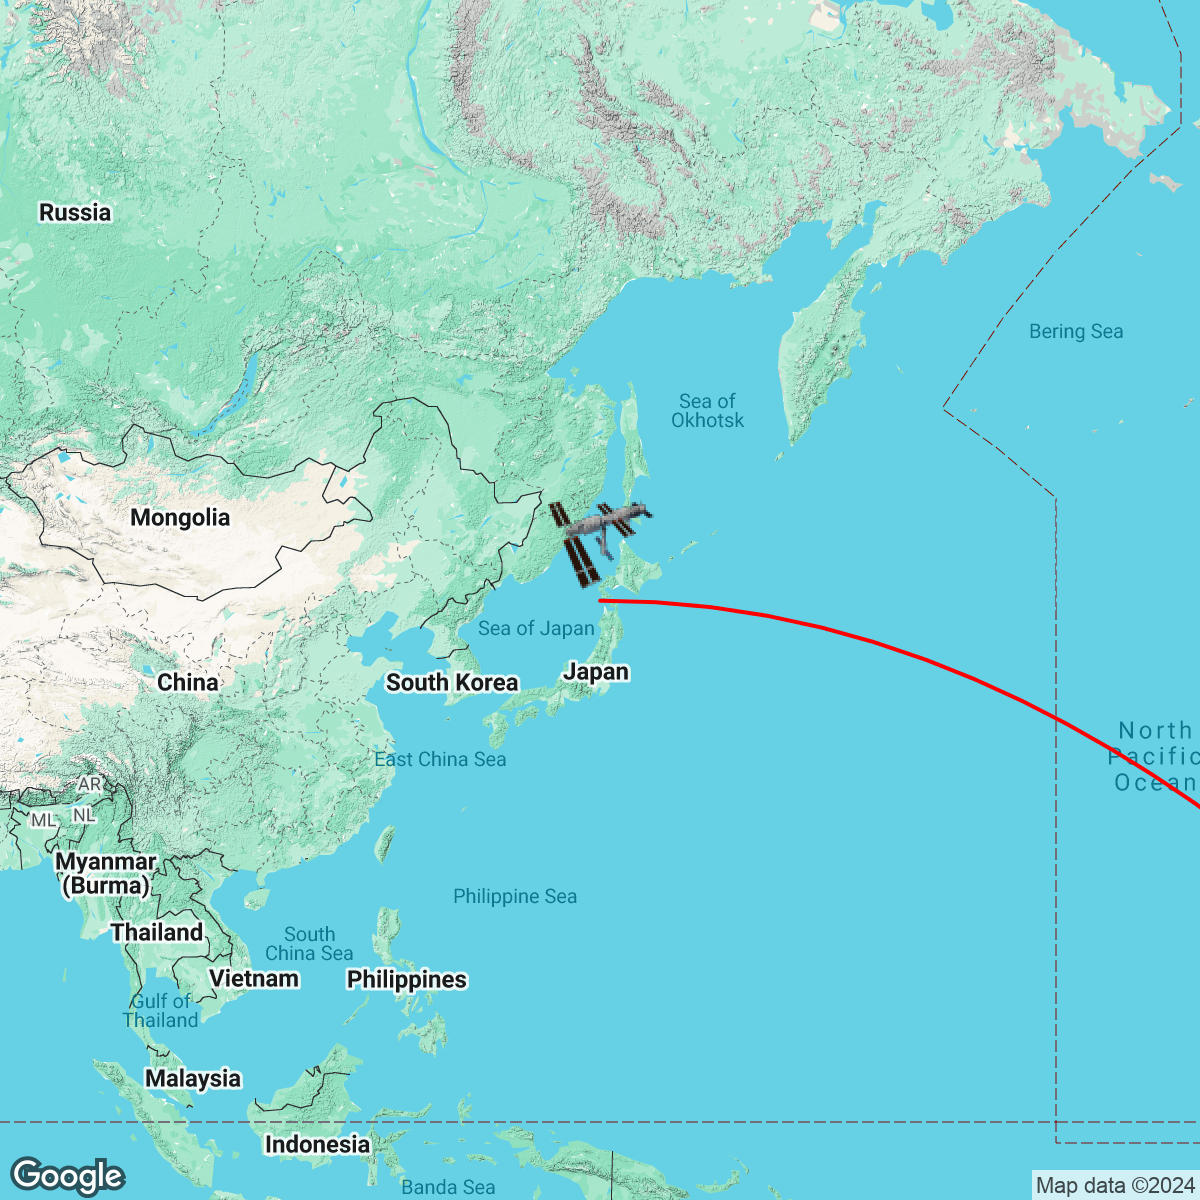 Russia
Bering Sea
Sea of
Okhotsk
Mongolia
Sea of Japan
Japan
China
South Korea
North
Pacific
Ocean
East China Sea
AR
ML
NL
Myanmar
(Burma)
Philippine Sea
Thailand
South
China Sea
Vietnam
Philippines
Gulf of
Thailand
Malaysia
Indonesia
Banda Sea
Google
Map data ©2024